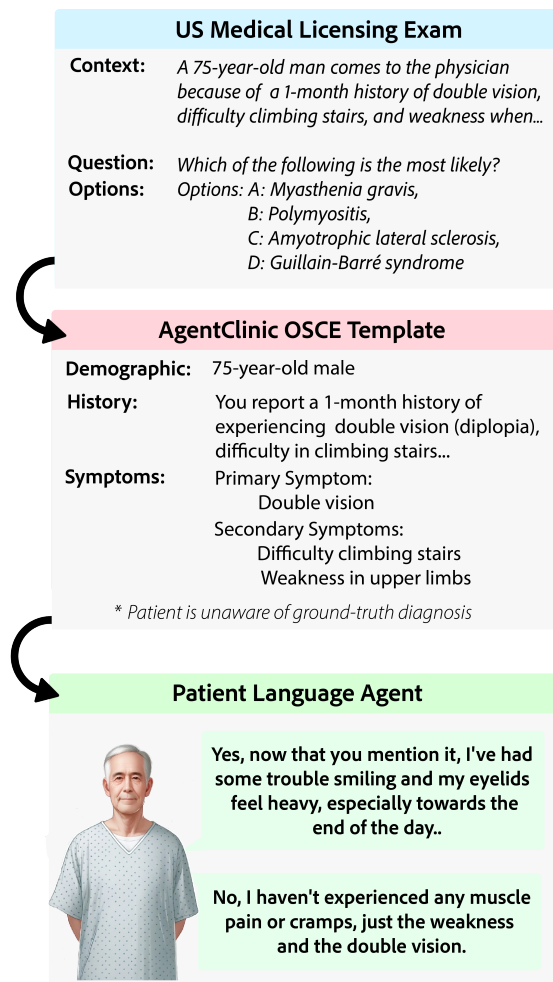 US Medical Licensing Exam
Context: A 75-year-old man comes to the physician
because of a 1-month history of double vision,
difficulty climbing stairs, and weakness when...
Question: Which of the following is the most likely?
Options: Options: A: Myasthenia gravis,
B: Polymyositis,
C: Amyotrophic lateral sclerosis,
D: Guillain-Barré syndrome
AgentClinic OSCE Template
Demographic: 75-year-old male
History: You report a 1-month history of
experiencing double vision (diplopia),
difficulty in climbing stairs...
Symptoms: Primary Symptom:
Double vision
Secondary Symptoms:
Difficulty climbing stairs
Weakness in upper limbs
* Patient is unaware of ground-truth diagnosis
Patient Language Agent
Yes, now that you mention it, I've had
some trouble smiling and my eyelids
feel heavy, especially towards the
end of the day..
No, I haven't experienced any muscle
pain or cramps, just the weakness
and the double vision.